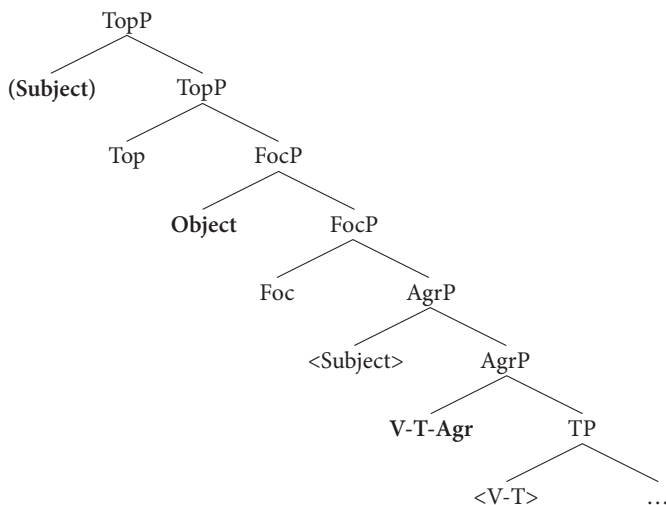 TopP
(Subject) TopP
Top FocP
Object FocP
Foc AgrP
<Subject> AgrP
V-T-Agr TP
<V-T> ...